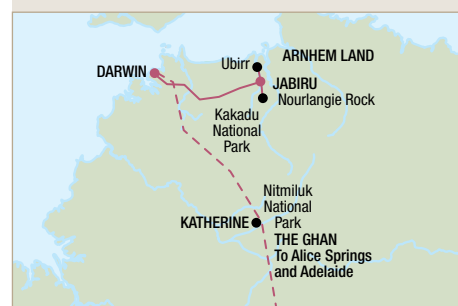 ARNHEM LAND
Ubirr
DARWIN
JABIRU
Nourlangie Rock
Kakadu
National
Park
Nitmiluk
National
Park
KATHERINE
THE GHAN
To Alice Springs
and Adelaide